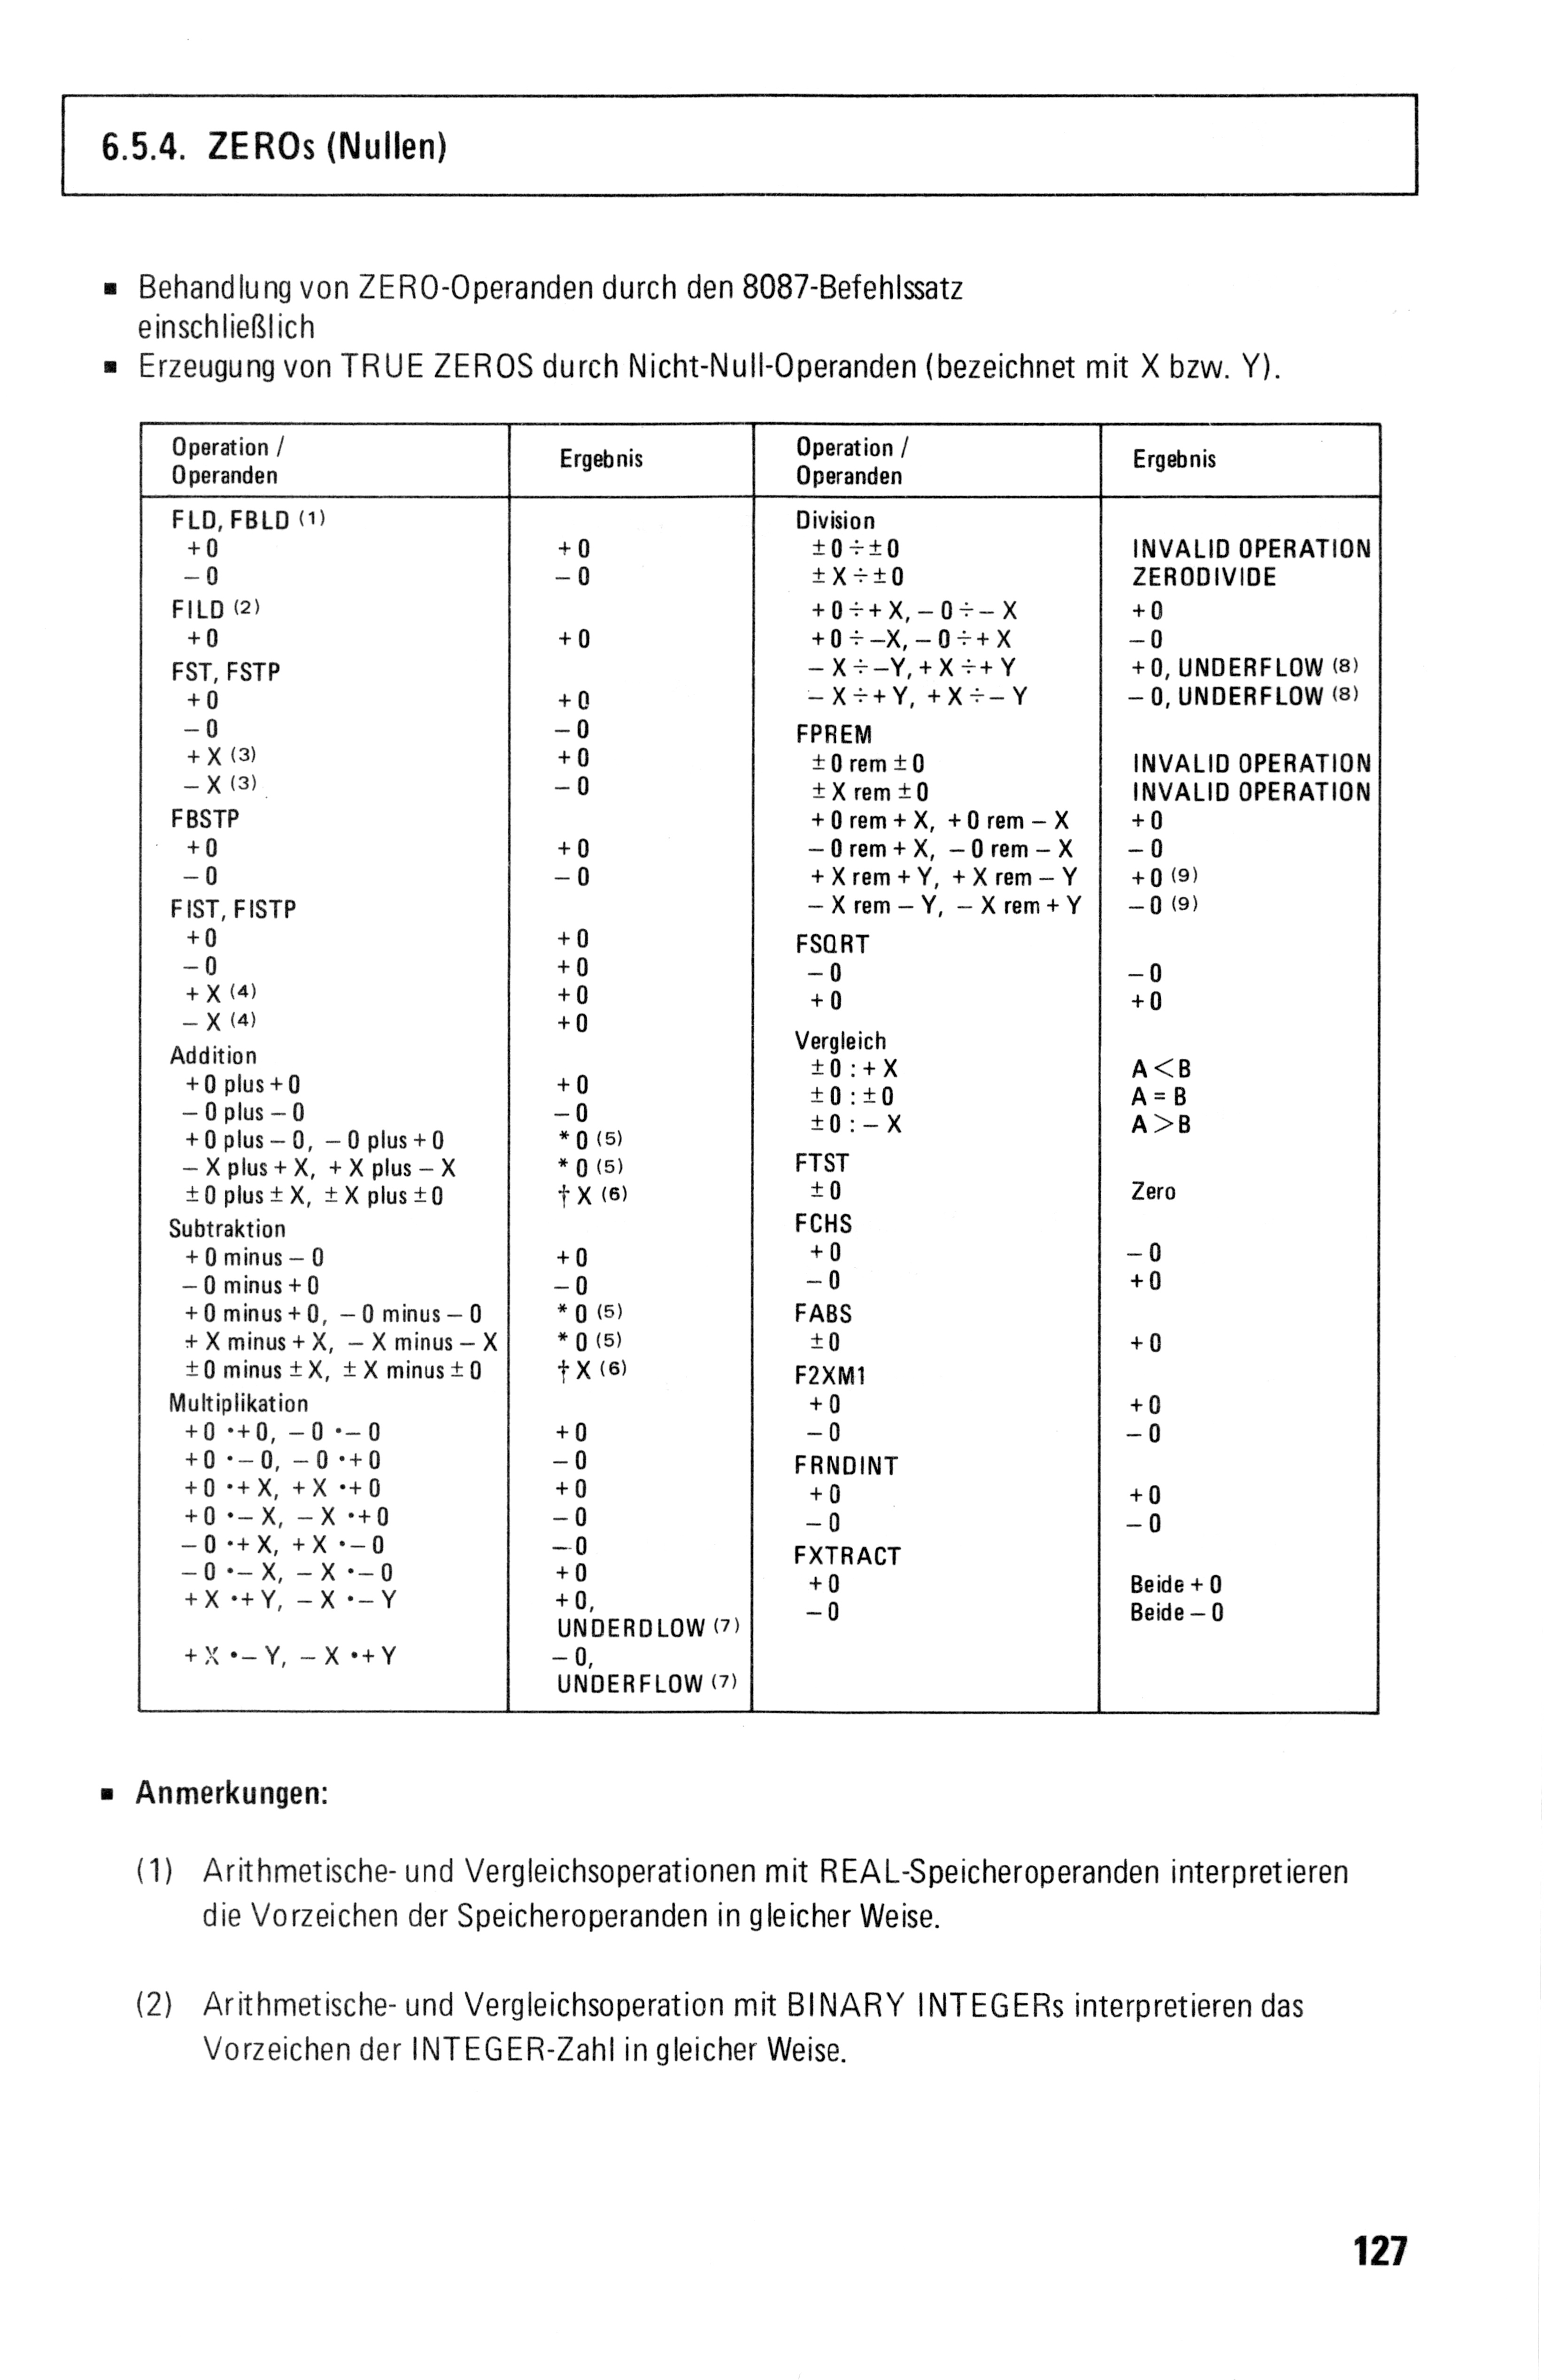 6.5.4. ZEROs (Nullen)
▪ Behandlung von ZERO-Operanden durch den 8087-Befehlssatz
einschließlich
▪ Erzeugung von TRUE ZEROS durch Nicht-Null-Operanden (bezeichnet mit X bzw. Y).
Operation /
Operanden
Ergebnis
FLD, FBLD (1)
+0 +0
–0 –0
FILD (2)
+0 +0
FST, FSTP
+0 +0
–0 –0
+X (3) +0
–X (3) –0
FBSTP
+0 +0
–0 –0
FIST, FISTP
+0 +0
–0 +0
+X (4) +0
–X (4) +0
Addition
+0 plus +0 +0
–0 plus –0 –0
+0 plus –0, –0 plus +0 *0 (5)
–X plus +X, +X plus –X *0 (5)
±0 plus ±X, ±X plus ±0 †X (6)
Subtraktion
+0 minus –0 +0
–0 minus +0 –0
+0 minus +0, –0 minus –0 *0 (5)
+X minus +X, –X minus –X *0 (5)
±0 minus ±X, ±X minus ±0 †X (6)
Multiplikation
+0 •+0, –0 •–0 +0
+0 •–0, –0 •+0 –0
+0 •+X, +X •+0 +0
+0 •–X, –X •+0 –0
–0 •+X, +X •–0 –0
–0 •–X, –X •–0 +0
+X •+Y, –X •–Y +0,
UNDERDLOW (7)
+X •–Y, –X •+Y –0,
UNDERFLOW (7)
Operation /
Operanden
Ergebnis
Division
±0÷±0 INVALID OPERATION
±X÷±0 ZERODIVIDE
+0÷+X, –0÷–X +0
+0÷–X, –0÷+X –0
–X÷–Y, +X÷+Y +0, UNDERFLOW (8)
–X÷+Y, +X÷–Y –0, UNDERFLOW (8)
FPREM
±0 rem ±0 INVALID OPERATION
±X rem ±0 INVALID OPERATION
+0 rem +X, +0 rem –X +0
–0 rem +X, –0 rem –X –0
+X rem +Y, +X rem –Y +0 (9)
–X rem –Y, –X rem +Y –0 (9)
FSQRT
–0 –0
+0 +0
Vergleich
±0 : +X A<B
±0 : ±0 A = B
±0 : –X A>B
FTST
±0 Zero
FCHS
+0 –0
–0 +0
FABS
±0 +0
F2XM1
+0 +0
–0 –0
FRNDINT
+0 +0
–0 –0
FXTRACT
+0 Beide +0
–0 Beide –0
▪ Anmerkungen:
(1) Arithmetische- und Vergleichsoperationen mit REAL-Speicheroperanden interpretieren
die Vorzeichen der Speicheroperanden in gleicher Weise.
(2) Arithmetische- und Vergleichsoperation mit BINARY INTEGERs interpretieren das
Vorzeichen der INTEGER-Zahl in gleicher Weise.
127